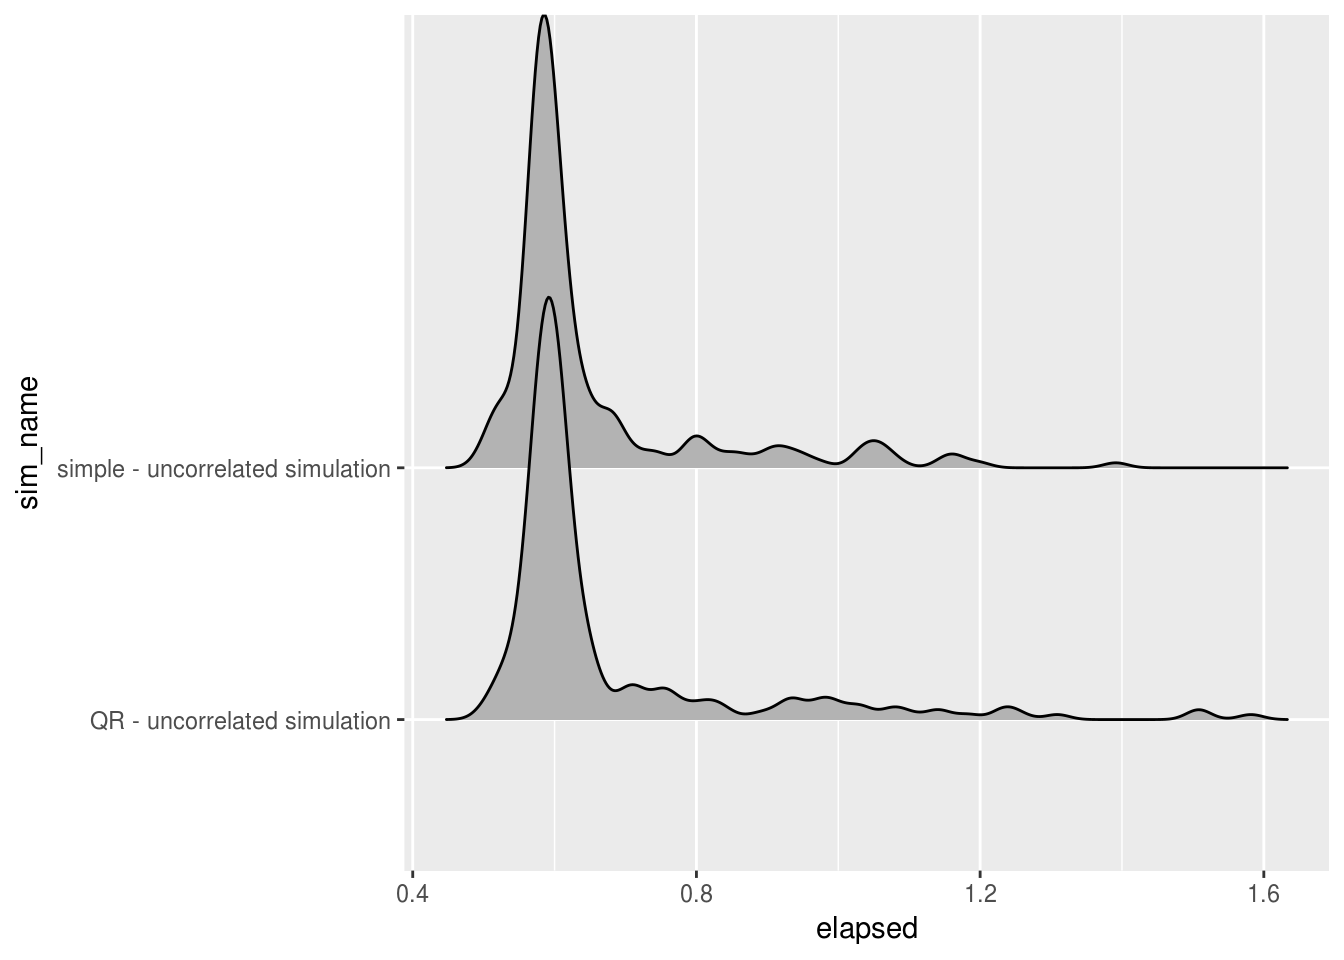 sim_name
simple - uncorrelated simulation
QR - uncorrelated simulation
0.4 0.8 1.2 1.6
elapsed